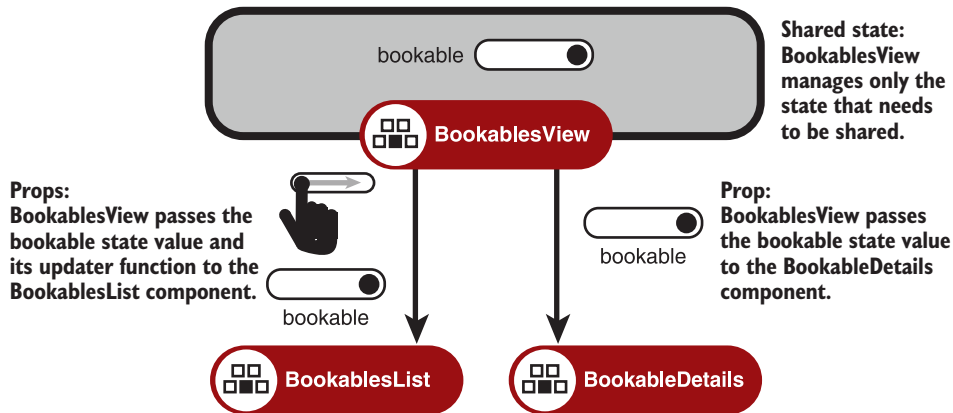 bookable
Shared state:
BookablesView
manages only the
state that needs
to be shared.
BookablesView
Props:
BookablesView passes the
bookable state value and
its updater function to the
BookablesList component.
bookable
Prop:
BookablesView passes
the bookable state value
to the BookableDetails
component.
bookable
BookablesList
BookableDetails